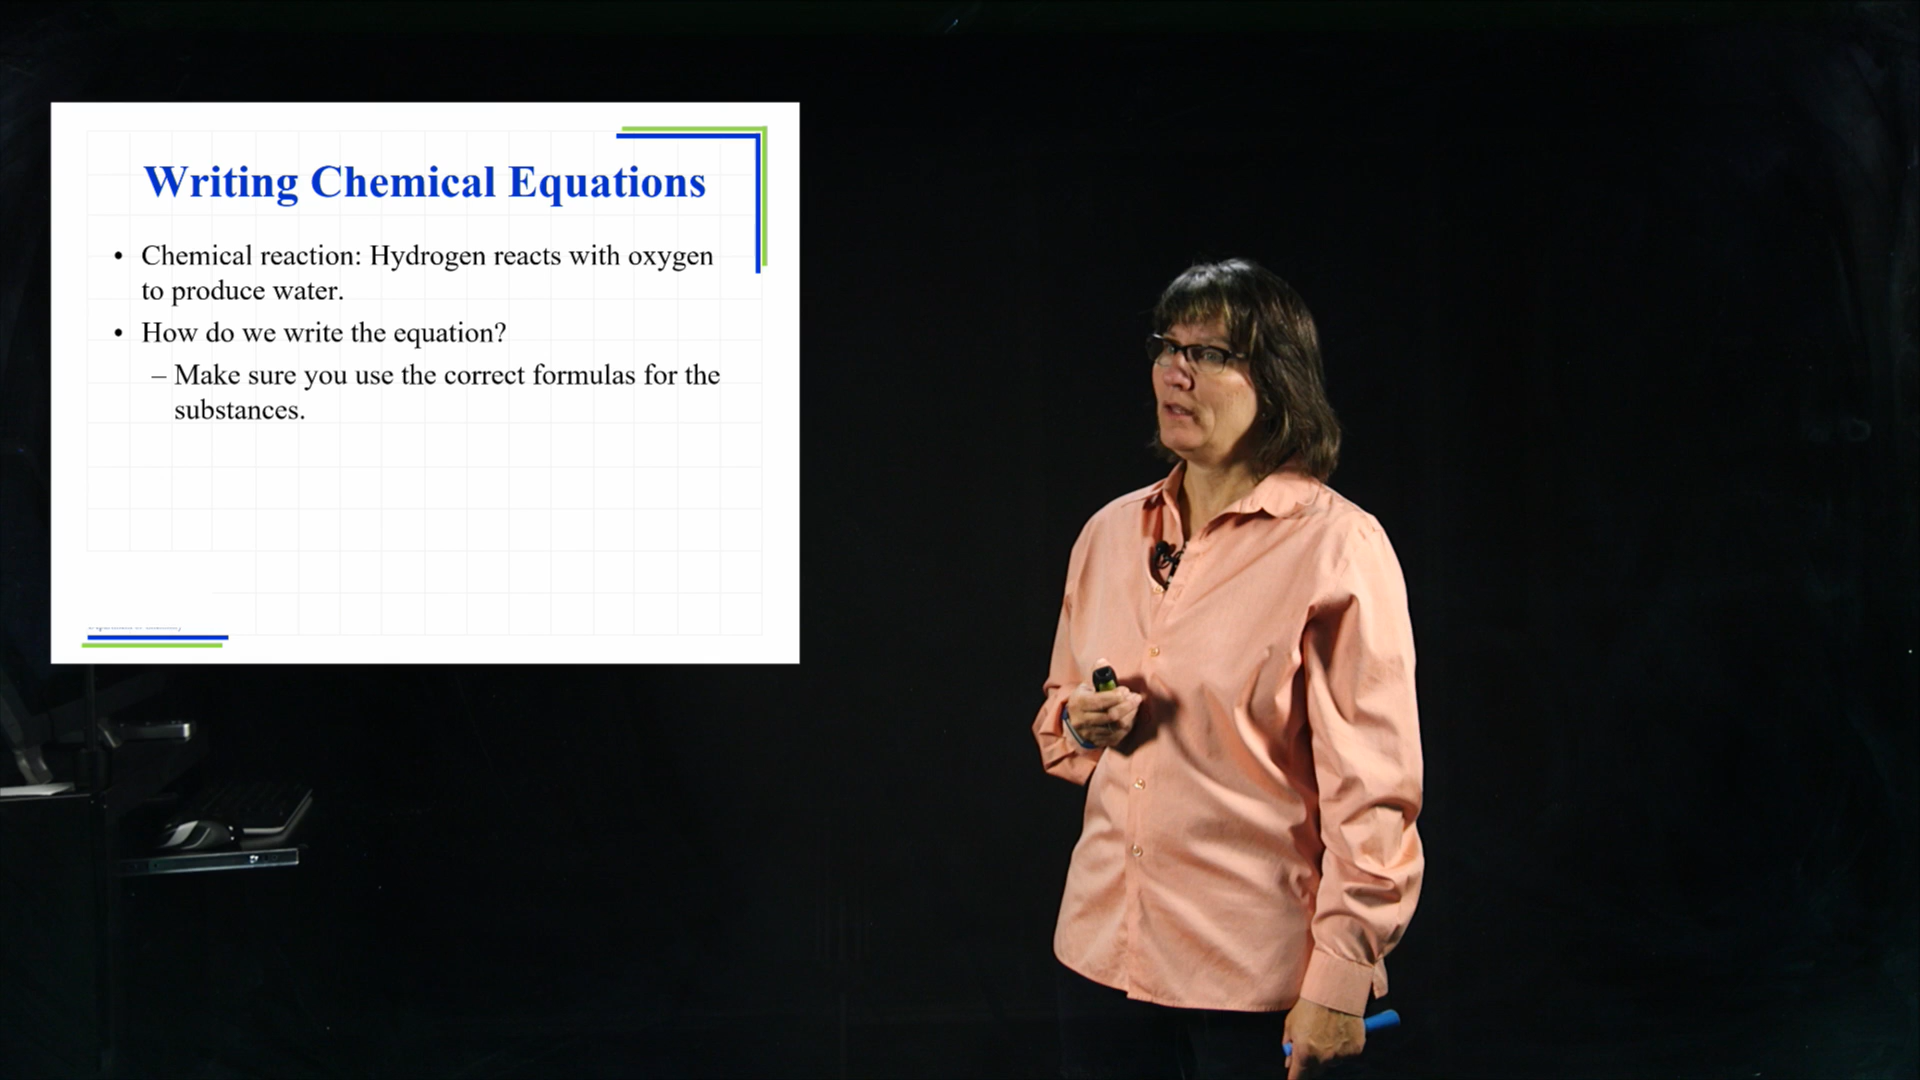 Writing Chemical Equations
• Chemical reaction: Hydrogen reacts with oxygen
to produce water.
• How do we write the equation?
– Make sure you use the correct formulas for the
substances.